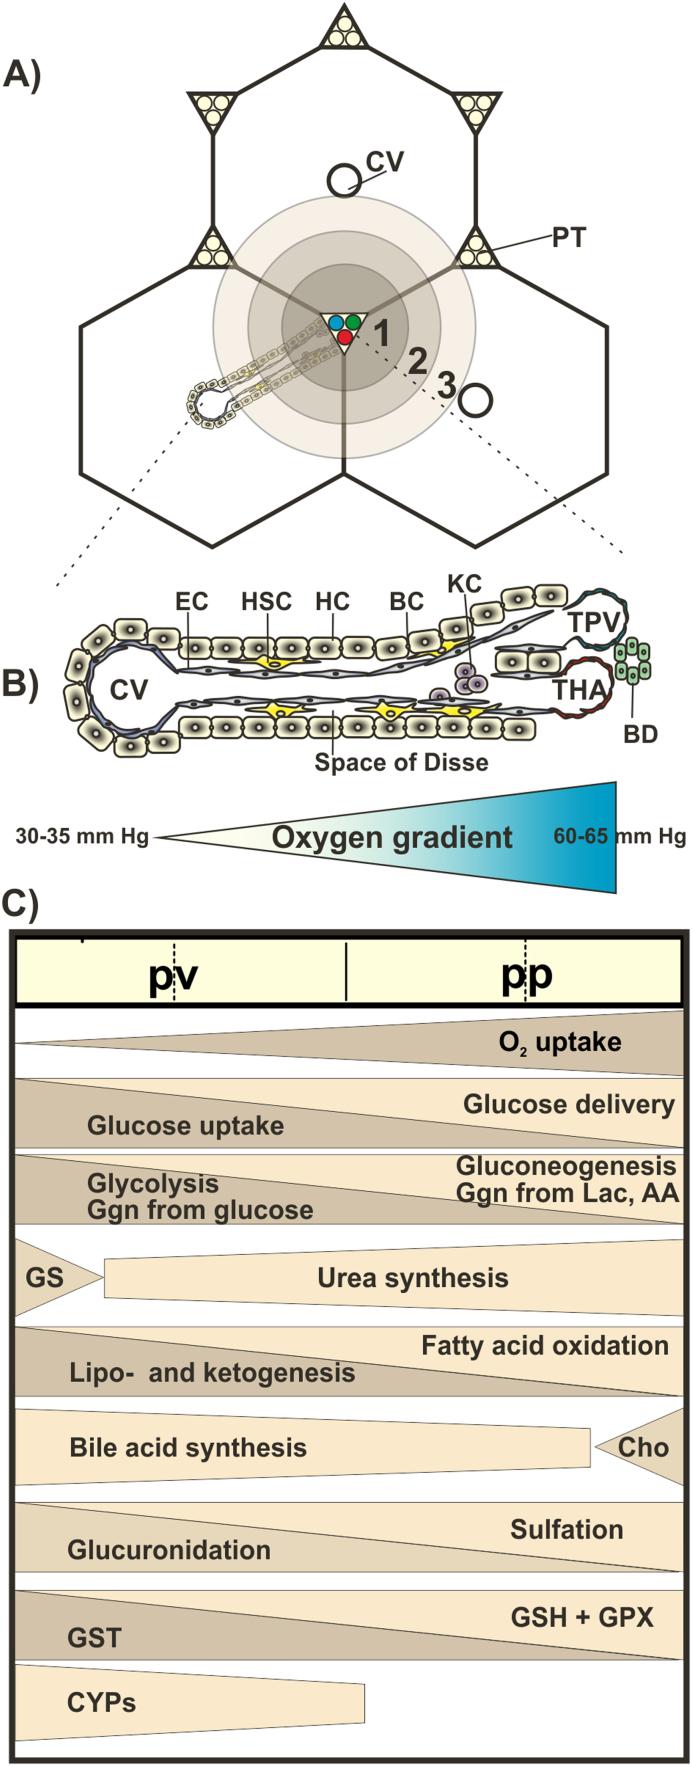 A)
CV
PT
1
2
3
KC
EC HSC HC BC
TPV
B)
CV
THA
BD
Space of Disse
30-35 mm Hg Oxygen gradient 60-65 mm Hg
C)
pv pp
O₂ uptake
Glucose delivery
Glucose uptake
Gluconeogenesis
Glycolysis
Ggn from Lac, AA
Ggn from glucose
GS Urea synthesis
Fatty acid oxidation
Lipo- and ketogenesis
Bile acid synthesis Cho
Sulfation
Glucuronidation
GSH + GPX
GST
CYPs